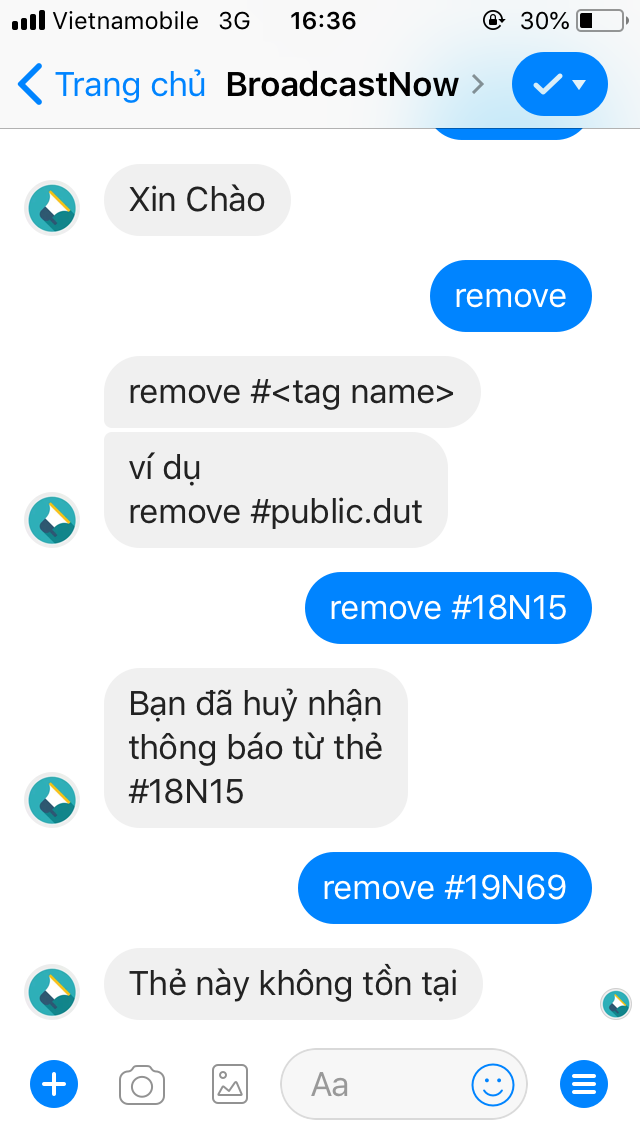 Vietnamobile 3G 16:36 30%
Trang chủ BroadcastNow
Xin Chào
remove
remove #<tag name>
ví dụ
remove #public.dut
remove #18N15
Bạn đã huỷ nhận
thông báo từ thẻ
#18N15
remove #19N69
Thẻ này không tồn tại
Aa